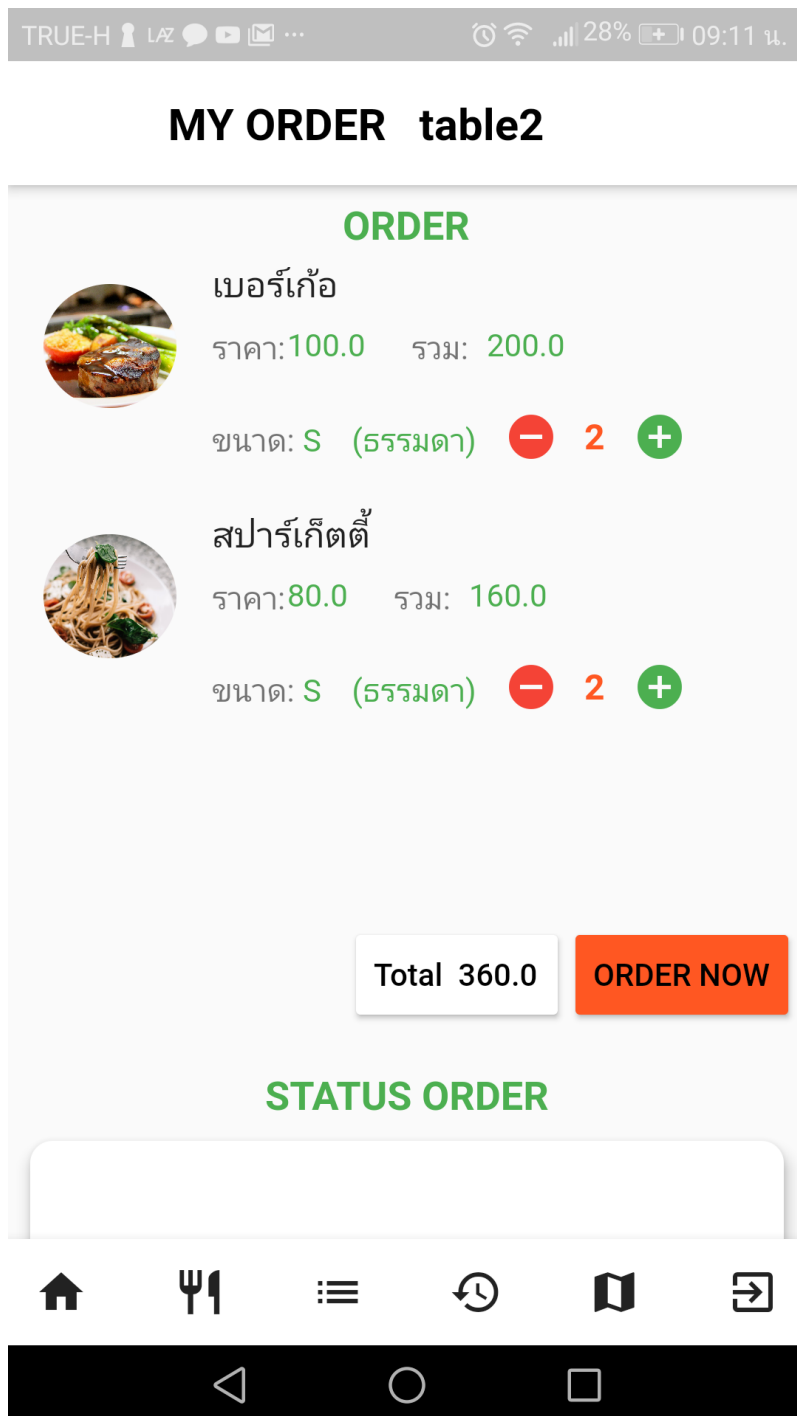 TRUE-H LAZ ... 28% 09:11 น.
MY ORDER table2
ORDER
เบอร์เก้อ
ราคา:100.0 รวม: 200.0
ขนาด: S (ธรรมดา) 2
สปาร์เก็ตตี้
ราคา:80.0 รวม: 160.0
ขนาด: S (ธรรมดา) 2
Total 360.0 ORDER NOW
STATUS ORDER